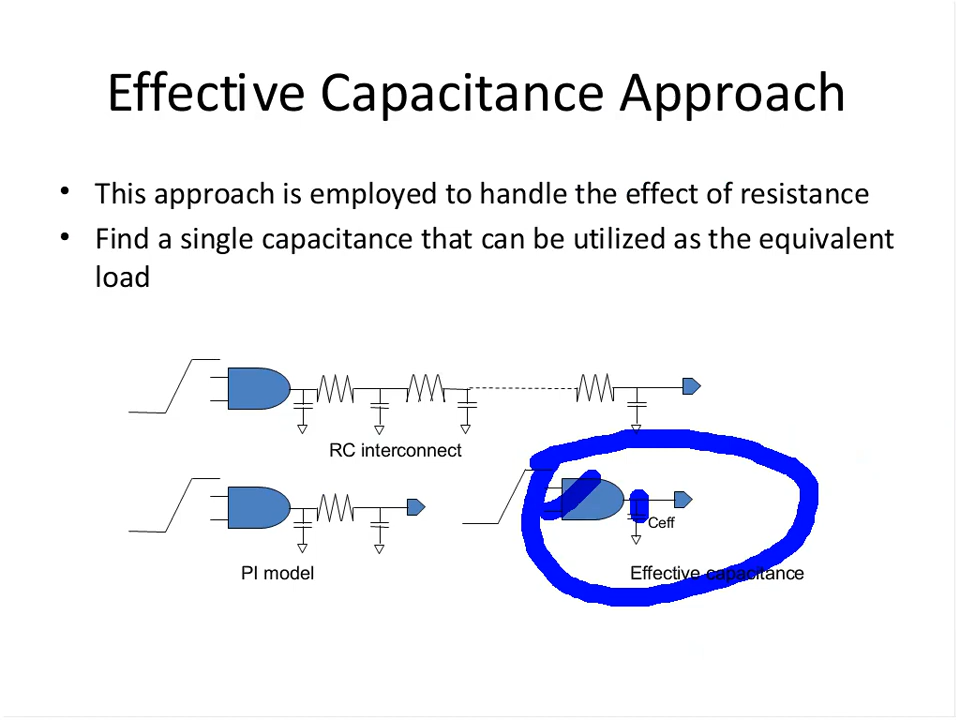 Effective Capacitance Approach
• This approach is employed to handle the effect of resistance
• Find a single capacitance that can be utilized as the equivalent
load
RC interconnect
Ceff
PI model
Effective capacitance